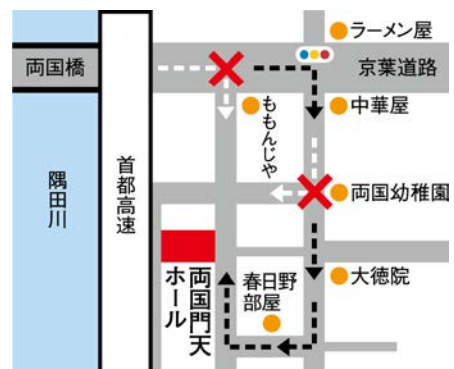 ラーメン屋
両国橋
京葉道路
中華屋
ももんじや
首都高速
隅田川
両国幼稚園
両国門天
ホール
春日野
部屋
大徳院